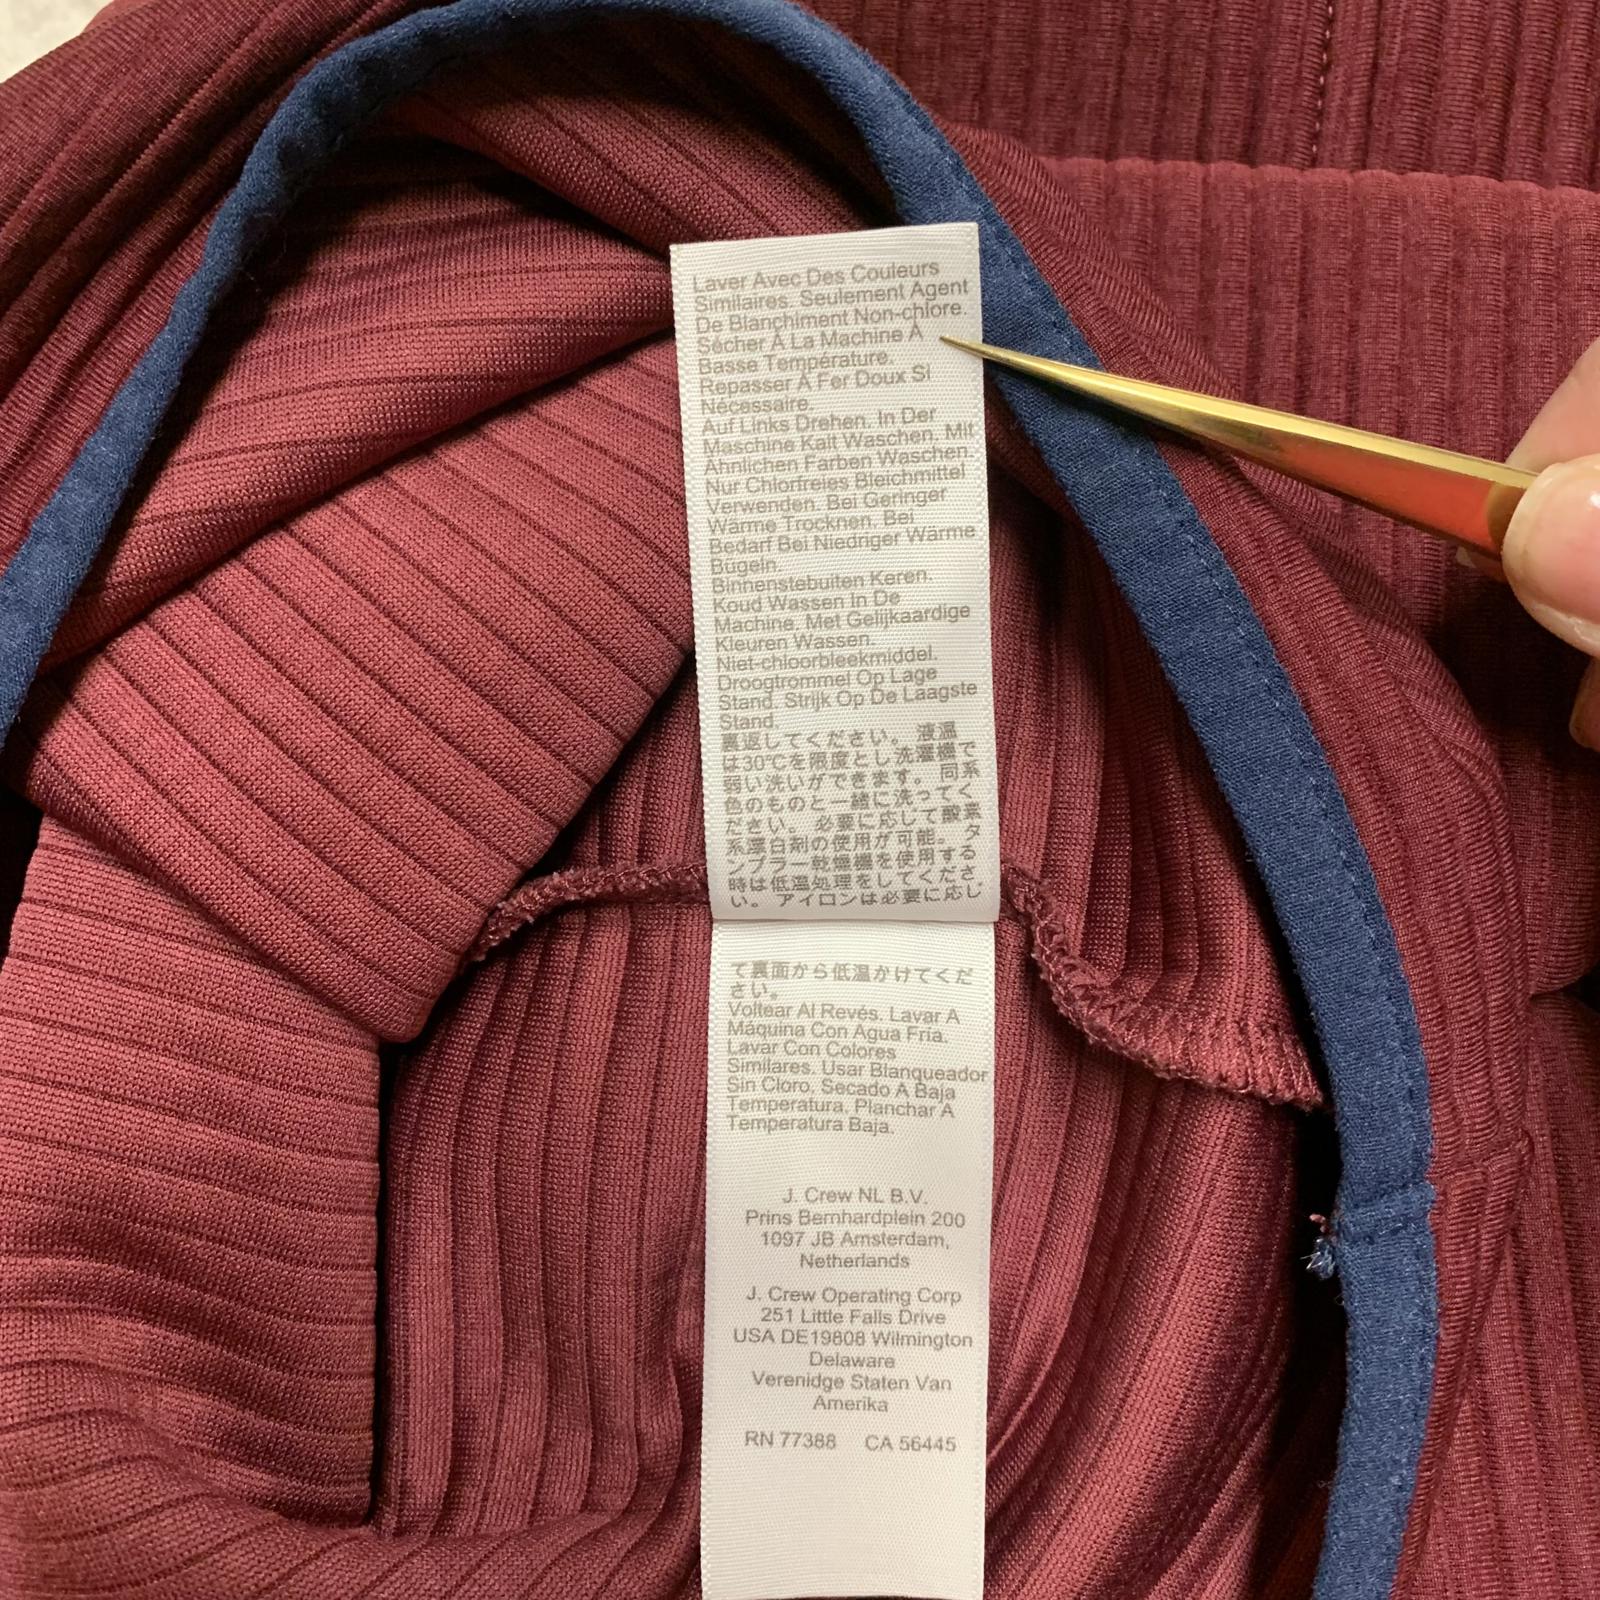 Laver Avec Des Couleurs
Similaires. Seulement Agent
De Blanchiment Non-chlore.
Sécher À La Machine À
Basse Température.
Repasser À Fer Doux Si
Nécessaire.
Auf Links Drehen. In Der
Maschine Kalt Waschen. Mit
Ähnlichen Farben Waschen.
Nur Chlorfreies Bleichmittel
Verwenden. Bei Geringer
Wärme Trocknen. Bei
Bedarf Bei Niedriger Wärme
Bügeln.
Binnenstebuiten Keren.
Koud Wassen In De
Machine. Met Gelijkaardige
Kleuren Wassen.
Niet-chloorbleekmiddel.
Droogtrommel Op Lage
Stand. Strijk Op De Laagste
Stand.
裏返してください。 液温
は30℃を限度とし洗濯機で
弱い洗いができます。 同系
色のものと一緒に洗ってく
ださい。 必要に応じて酸素
系漂白剤の使用が可能。タ
ンブラー乾燥機を使用する
時は低温処理をしてくださ
い。 アイロンは必要に応じ
て裏面から低温かけてくだ
さい。
Voltear Al Revés. Lavar A
Máquina Con Agua Fría.
Lavar Con Colores
Similares. Usar Blanqueador
Sin Cloro. Secado A Baja
Temperatura. Planchar A
Temperatura Baja.
J. Crew NL B.V.
Prins Bernhardplein 200
1097 JB Amsterdam,
Netherlands
J. Crew Operating Corp
251 Little Falls Drive
USA DE19808 Wilmington
Delaware
Verenidge Staten Van
Amerika
RN 77388 CA 56445